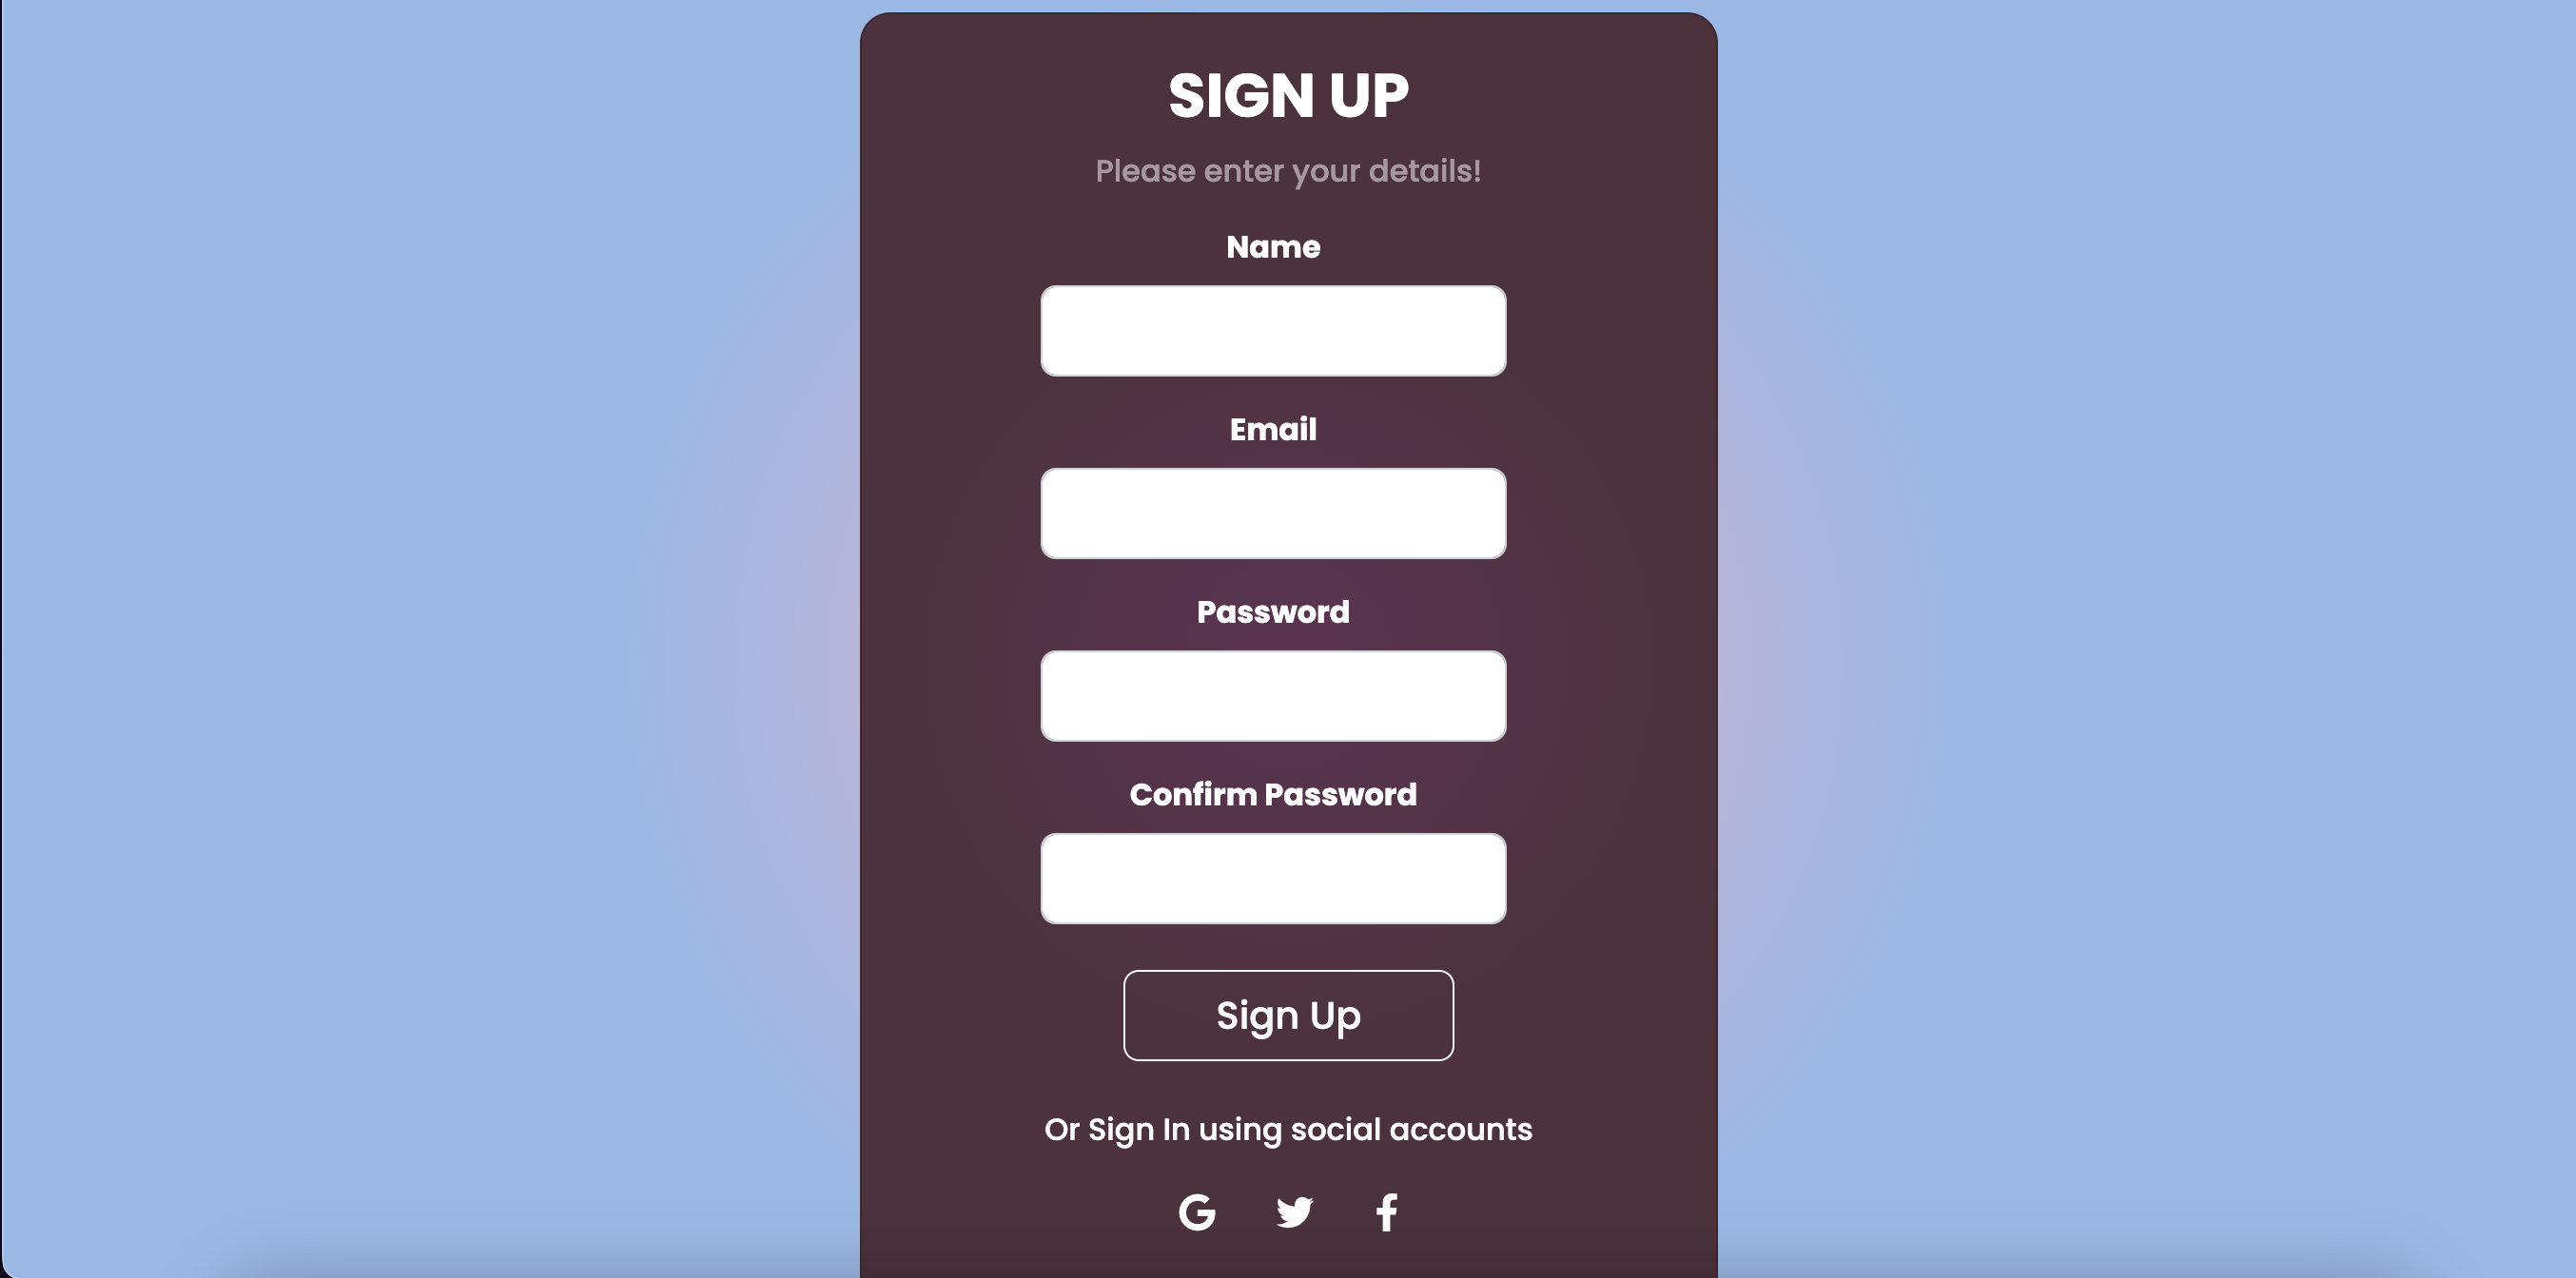 SIGN UP
Please enter your details!
Name
Email
Password
Confirm Password
Sign Up
Or Sign In using social accounts